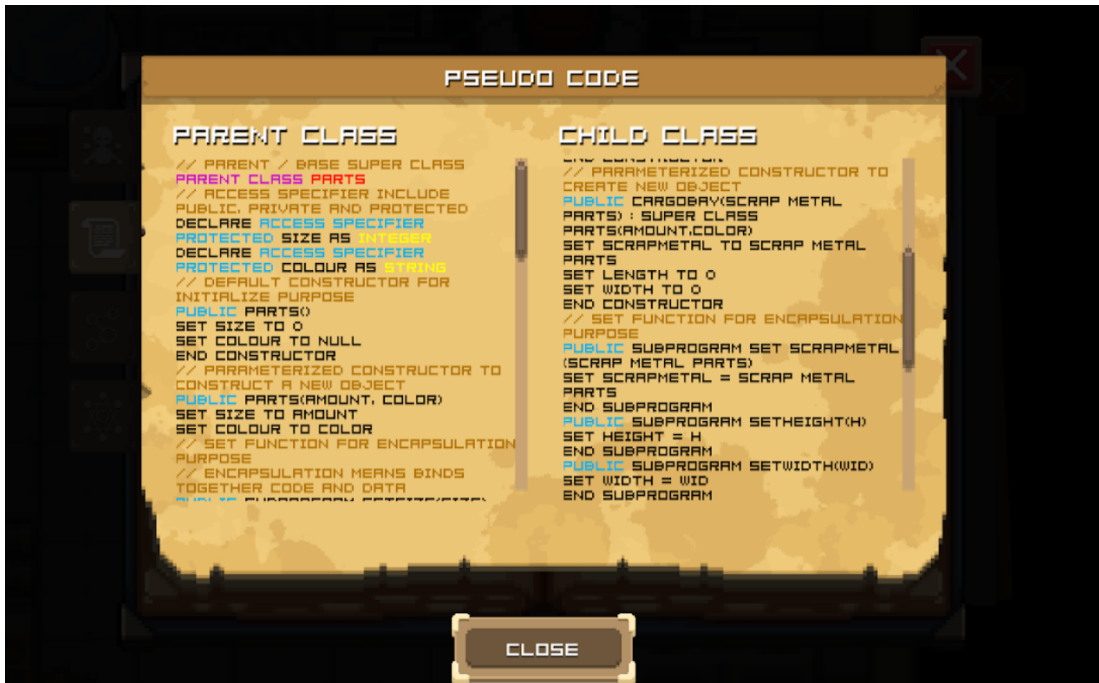 PSEUDO CODE
PARENT CLASS
// PARENT / BASE SUPER CLASS
PARENT CLASS PARTS
// ACCESS SPECIFIER INCLUDE
PUBLIC, PRIVATE AND PROTECTED
DECLARE ACCESS SPECIFIER
PROTECTED SIZE AS INTEGER
DECLARE ACCESS SPECIFIER
PROTECTED COLOUR AS STRING
// DEFAULT CONSTRUCTOR FOR
INITIALIZE PURPOSE
PUBLIC PARTS()
SET SIZE TO 0
SET COLOUR TO NULL
END CONSTRUCTOR
// PARAMETERIZED CONSTRUCTOR TO
CONSTRUCT A NEW OBJECT
PUBLIC PARTS(AMOUNT, COLOR)
SET SIZE TO AMOUNT
SET COLOUR TO COLOR
// SET FUNCTION FOR ENCAPSULATION
PURPOSE
// ENCAPSULATION MEANS BINDS
TOGETHER CODE AND DATA
PUBLIC SUBPROGRAM SETSIZE(SIZE)
CHILD CLASS
END CONSTRUCTOR
// PARAMETERIZED CONSTRUCTOR TO
CREATE NEW OBJECT
PUBLIC CARGOBAY(SCRAP METAL
PARTS) : SUPER CLASS
PARTS(AMOUNT,COLOR)
SET SCRAPMETAL TO SCRAP METAL
PARTS
SET LENGTH TO 0
SET WIDTH TO 0
END CONSTRUCTOR
// SET FUNCTION FOR ENCAPSULATION
PURPOSE
PUBLIC SUBPROGRAM SET SCRAPMETAL
(SCRAP METAL PARTS)
SET SCRAPMETAL = SCRAP METAL
PARTS
END SUBPROGRAM
PUBLIC SUBPROGRAM SETHEIGHT(H)
SET HEIGHT = H
END SUBPROGRAM
PUBLIC SUBPROGRAM SETWIDTH(WID)
SET WIDTH = WID
END SUBPROGRAM
CLOSE